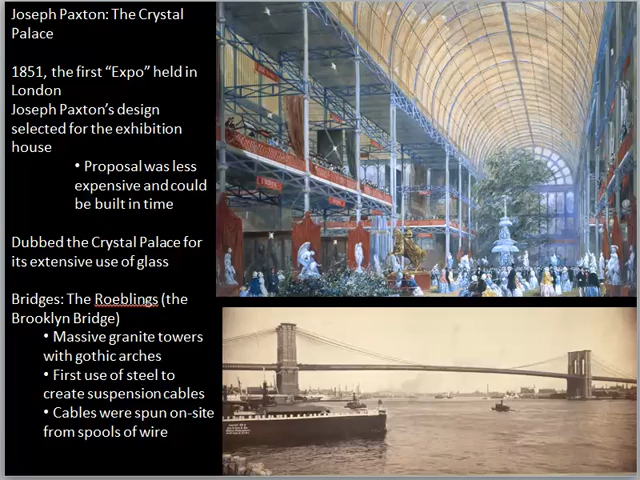 Joseph Paxton: The Crystal
Palace
1851, the first “Expo” held in
London
Joseph Paxton’s design
selected for the exhibition
house
• Proposal was less
expensive and could
be built in time
Dubbed the Crystal Palace for
its extensive use of glass
Bridges: The Roeblings (the
Brooklyn Bridge)
• Massive granite towers
with gothic arches
• First use of steel to
create suspension cables
• Cables were spun on-site
from spools of wire